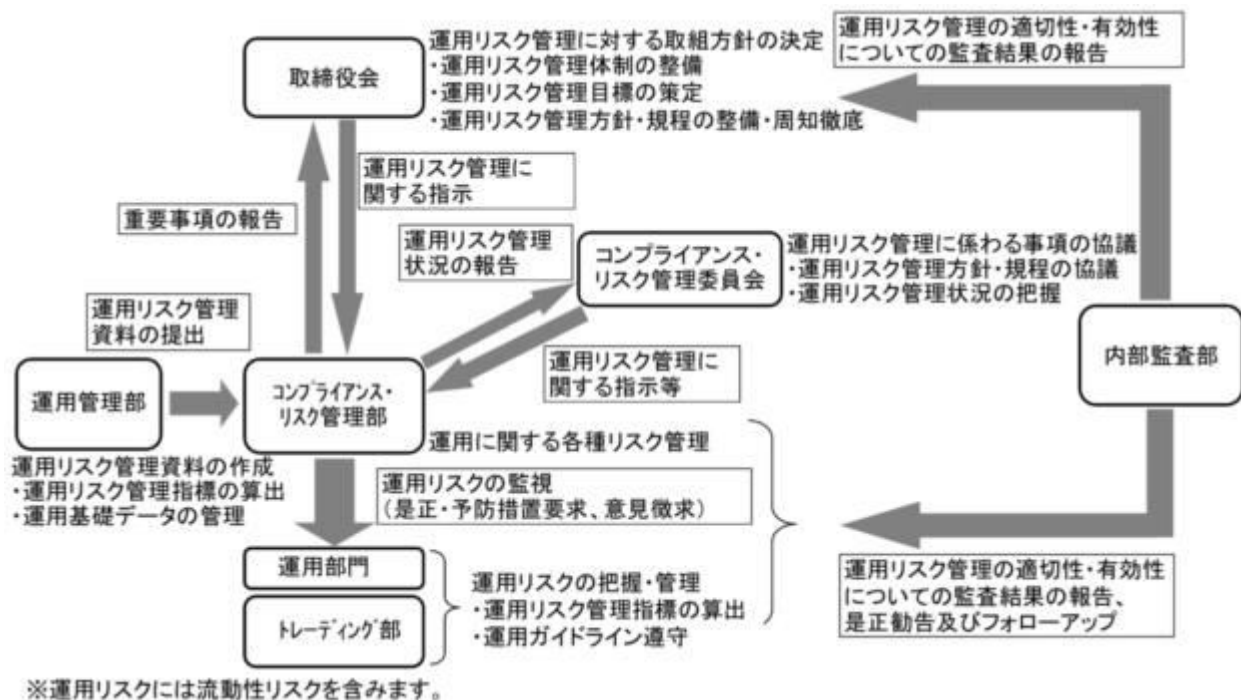 取締役会
運用リスク管理に対する取組方針の決定
・運用リスク管理体制の整備
・運用リスク管理目標の策定
・運用リスク管理方針・規程の整備・周知徹底
運用リスク管理の適切性・有効性
についての監査結果の報告
運用リスク管理に
関する指示
重要事項の報告
運用リスク管理
状況の報告
コンプライアンス・
リスク管理委員会
運用リスク管理に係わる事項の協議
・運用リスク管理方針・規程の協議
・運用リスク管理状況の把握
運用リスク管理
資料の提出
運用リスク管理に
関する指示等
内部監査部
運用管理部
コンプライアンス・
リスク管理部
運用に関する各種リスク管理
運用リスク管理資料の作成
・運用リスク管理指標の算出
・運用基礎データの管理
運用リスクの監視
(是正・予防措置要求、意見徴求)
運用部門
トレーディング部
運用リスクの把握・管理
・運用リスク管理指標の算出
・運用ガイドライン遵守
運用リスク管理の適切性・有効性
についての監査結果の報告、
是正勧告及びフォローアップ
※運用リスクには流動性リスクを含みます。